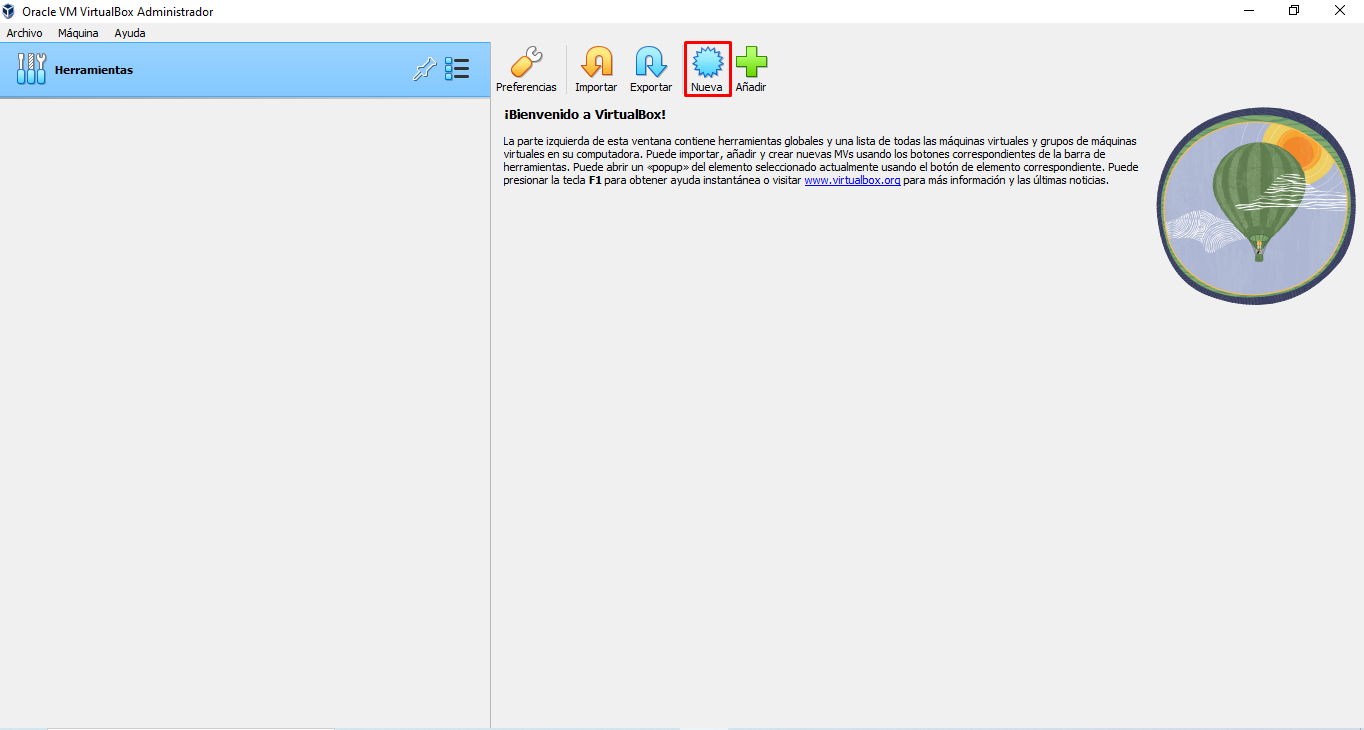 Oracle VM VirtualBox Administrador
Archivo Máquina Ayuda
Herramientas
Preferencias Importar Exportar Nueva Añadir
¡Bienvenido a VirtualBox!
La parte izquierda de esta ventana contiene herramientas globales y una lista de todas las máquinas virtuales y grupos de máquinas
virtuales en su computadora. Puede importar, añadir y crear nuevas MVs usando los botones correspondientes de la barra de
herramientas. Puede abrir un «popup» del elemento seleccionado actualmente usando el botón de elemento correspondiente. Puede
presionar la tecla F1 para obtener ayuda instantánea o visitar www.virtualbox.org para más información y las últimas noticias.